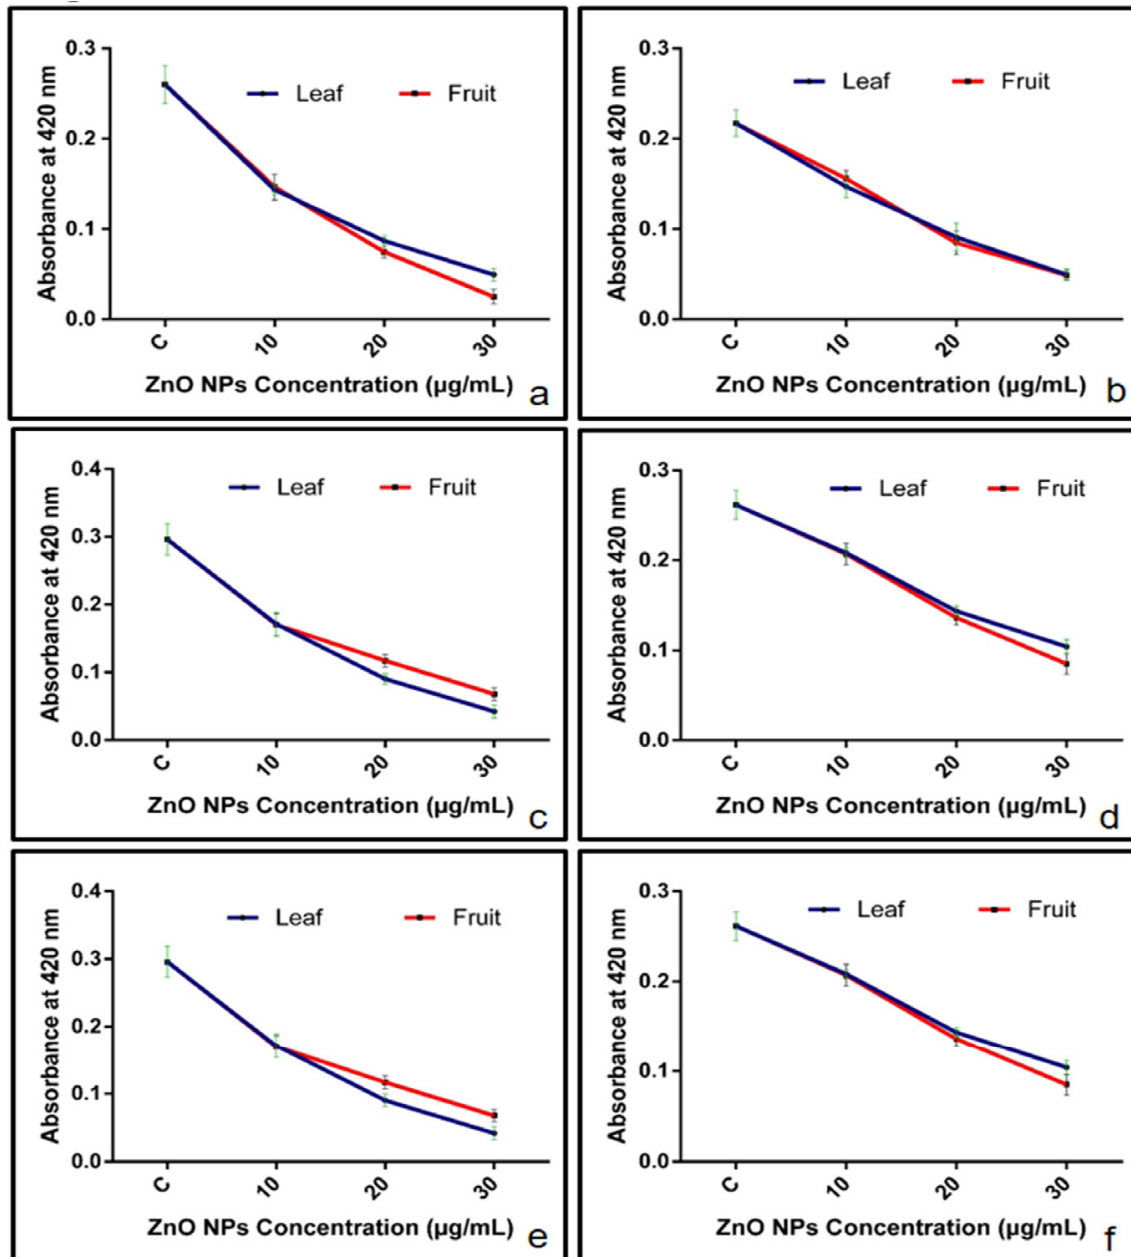 0.3
0.2
0.1
0.0
Absorbance at 420 nm
Leaf Fruit
C 10 20 30
ZnO NPs Concentration (µg/mL)
a
0.3
0.2
0.1
0.0
Absorbance at 420 nm
Leaf Fruit
C 10 20 30
ZnO NPs Concentration (µg/mL)
b
0.4
0.3
0.2
0.1
0.0
Absorbance at 420 nm
Leaf Fruit
C 10 20 30
ZnO NPs Concentration (µg/mL)
c
0.3
0.2
0.1
0.0
Absorbance at 420 nm
Leaf Fruit
C 10 20 30
ZnO NPs Concentration (µg/mL)
d
0.4
0.3
0.2
0.1
0.0
Absorbance at 420 nm
Leaf Fruit
C 10 20 30
ZnO NPs Concentration (µg/mL)
e
0.3
0.2
0.1
0.0
Absorbance at 420 nm
Leaf Fruit
C 10 20 30
ZnO NPs Concentration (µg/mL)
f